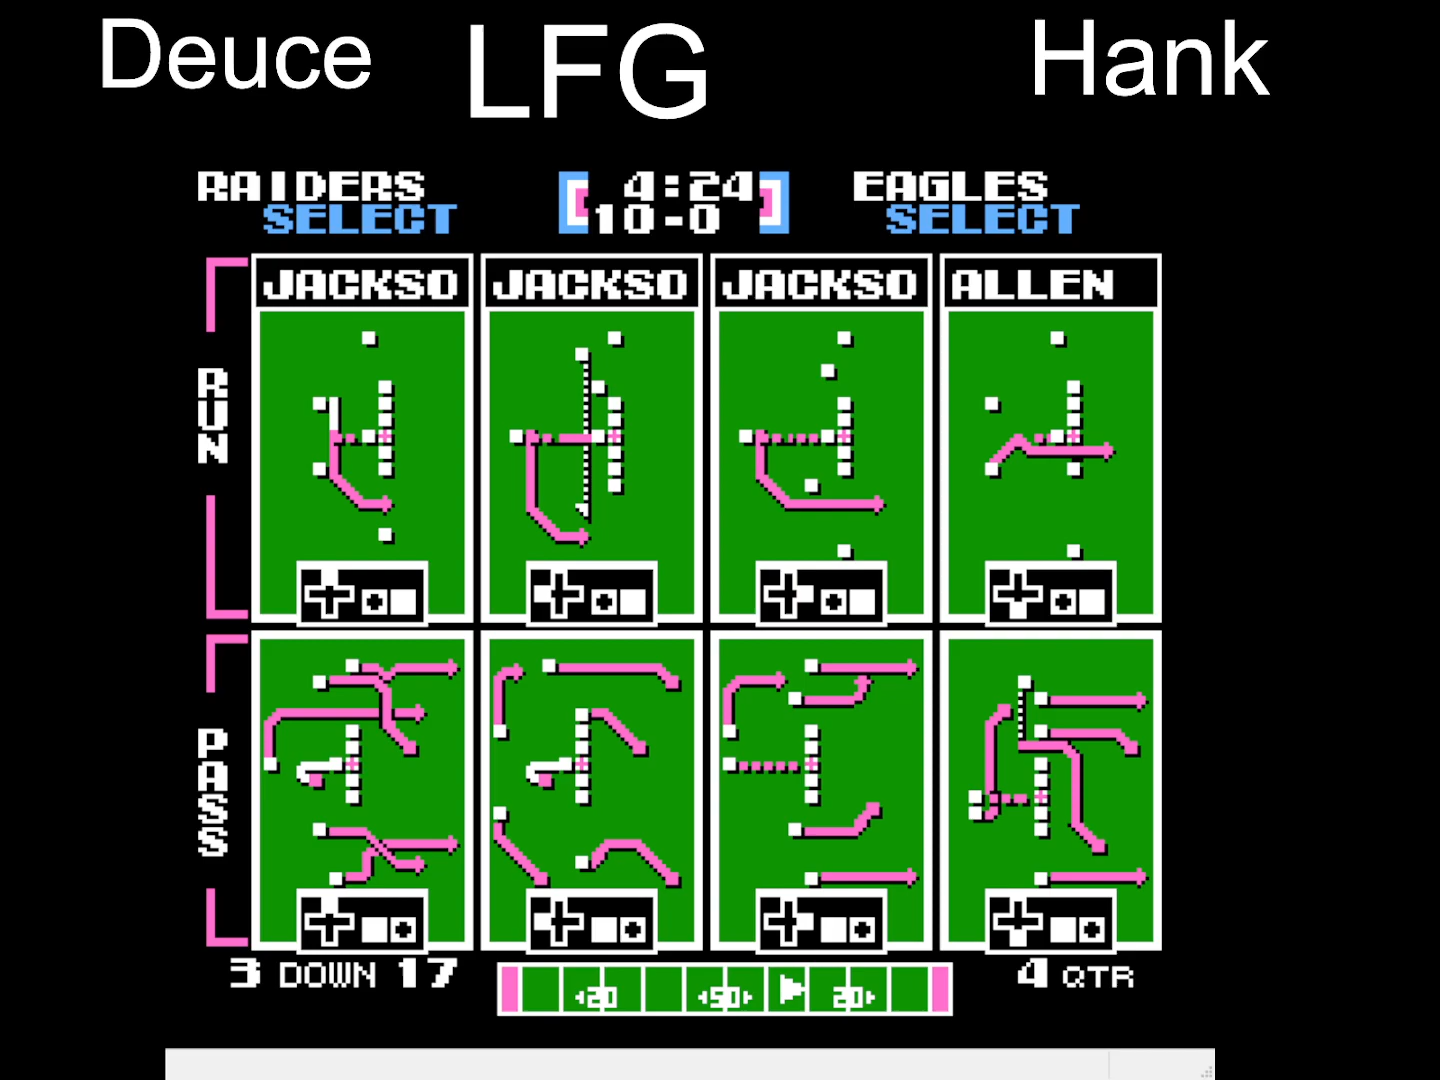 Deuce LFG Hank
RAIDERS 4:24 EAGLES
SELECT 10-0 SELECT
JACKSO JACKSO JACKSO ALLEN
RUN
PASS
3 DOWN 17 4 QTR
20 50 20